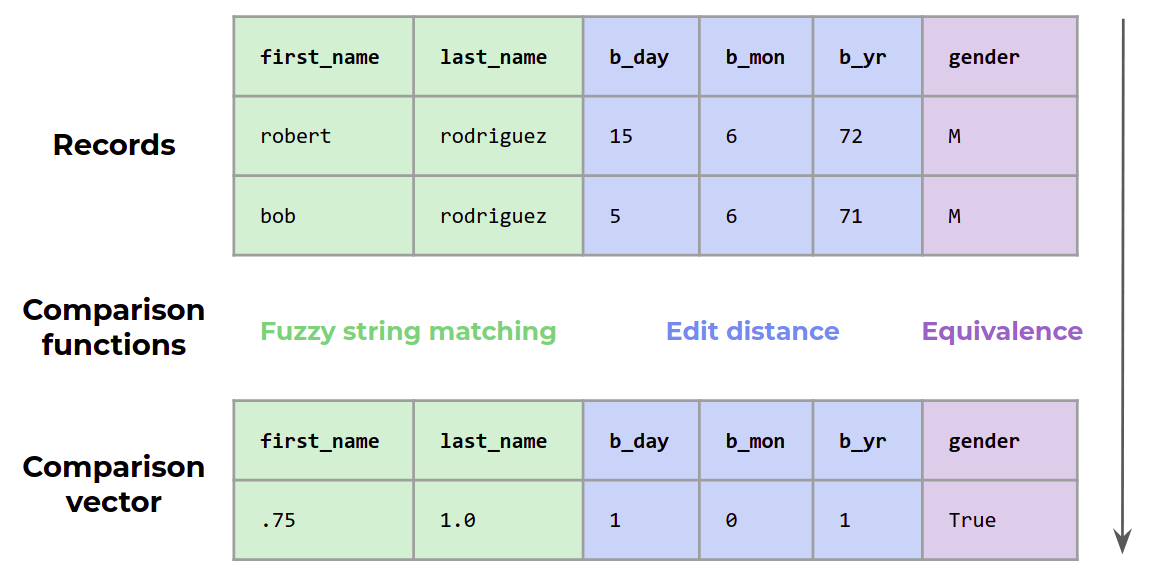 first_name last_name b_day b_mon b_yr gender
Records
robert rodriguez 15 6 72 M
bob rodriguez 5 6 71 M
Comparison
functions
Fuzzy string matching Edit distance Equivalence
first_name last_name b_day b_mon b_yr gender
Comparison
vector
.75 1.0 1 0 1 True